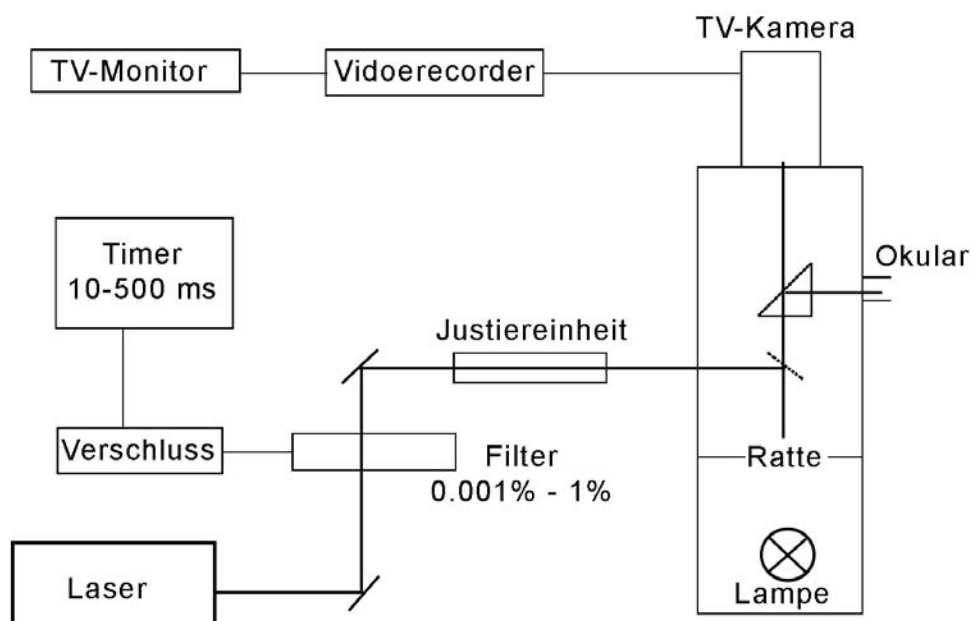 TV-Kamera
TV-Monitor
Vidoerecorder
Timer
10-500 ms
Okular
Justiereinheit
Verschluss
Filter
0.001% - 1%
Ratte
Laser
Lampe